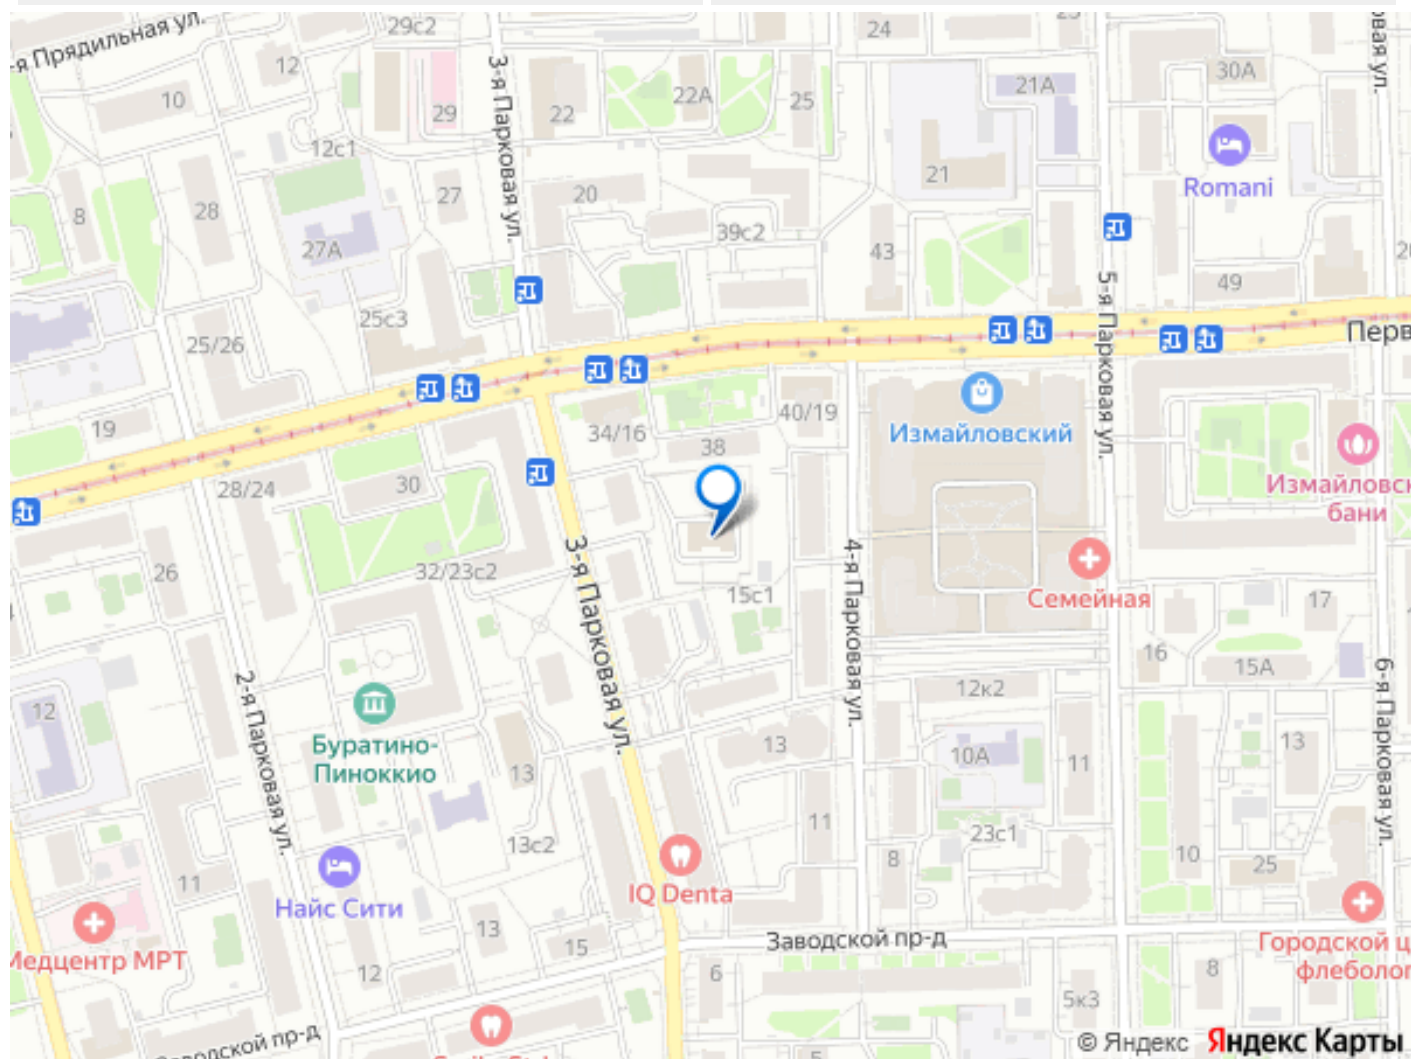 -я Прядильная ул.
29с2
24
12
10
29
22
22А
25
21А
30А
3-я Парковая ул.
12с1
27
20
21
Romani
8
28
27А
39с2
43
49
25с3
25/26
5-я Парковая ул.
Перв
19
34/16
38
40/19
Измайловский
28/24
30
Измайловск
бани
26
32/23с2
3-я Парковая ул.
15с1
4-я Парковая ул.
Семейная
17
16
15А
12
2-я Парковая ул.
12к2
6-я Парковая ул.
Буратино-
Пиноккио
13
13
10А
11
13
13с2
11
23с1
8
10
25
11
Найс Сити
IQ Denta
13
15
Заводской пр-д
Городской ц
флеболог
Медцентр МРТ
12
6
5к3
8
© Яндекс Яндекс Карты
5